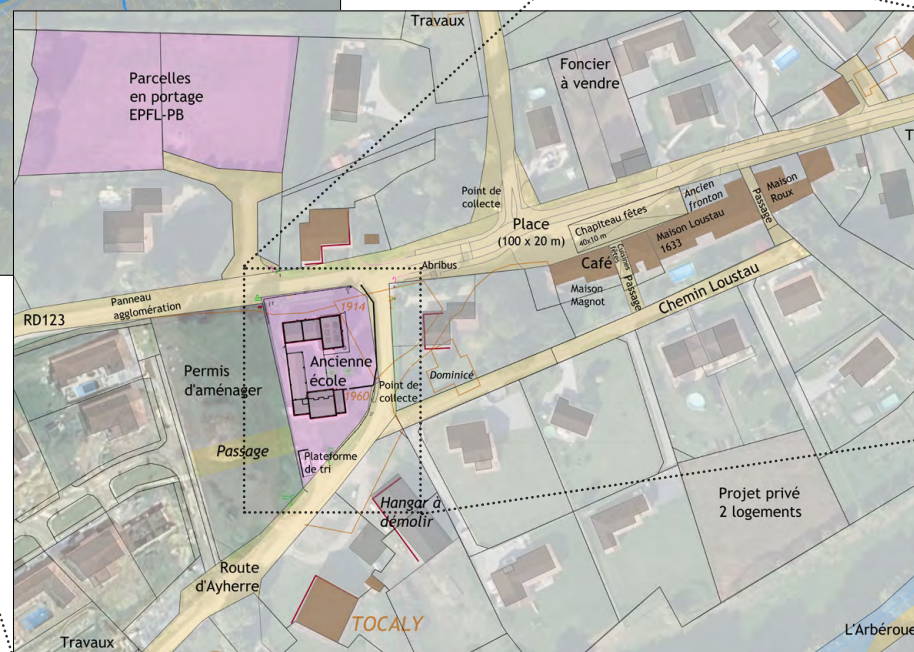 Travaux
Parcelles
en portage
EPFL-PB
Foncier
à vendre
Point de
collecte
Place
(100 x 20 m)
Chapiteau fêtes
40x10 m
Ancien
fronton
Maison Loustau
1633
Passage
Maison
Roux
T
Café
Cuisines
fêtes
Passage
Maison
Magnot
Abribus
Chemin Loustau
Panneau
agglomération
RD123
1914
Permis
d'aménager
Ancienne
école
1960
Point de
collecte
Dominicé
Passage
Plateforme
de tri
Hangar à
démolir
Projet privé
2 logements
Route
d'Ayherre
TOCALY
L'Arbéroue
Travaux